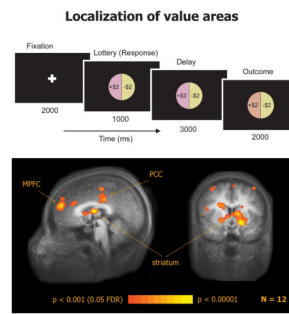 Localization of value areas
Fixation
Lottery (Response)
Delay
Outcome
+$2 -$2
+$2 -$2
+$2 -$2
2000
1000
3000
2000
Time (ms)
MPFC
PCC
striatum
p < 0.001 (0.05 FDR)
p < 0.00001
N = 12